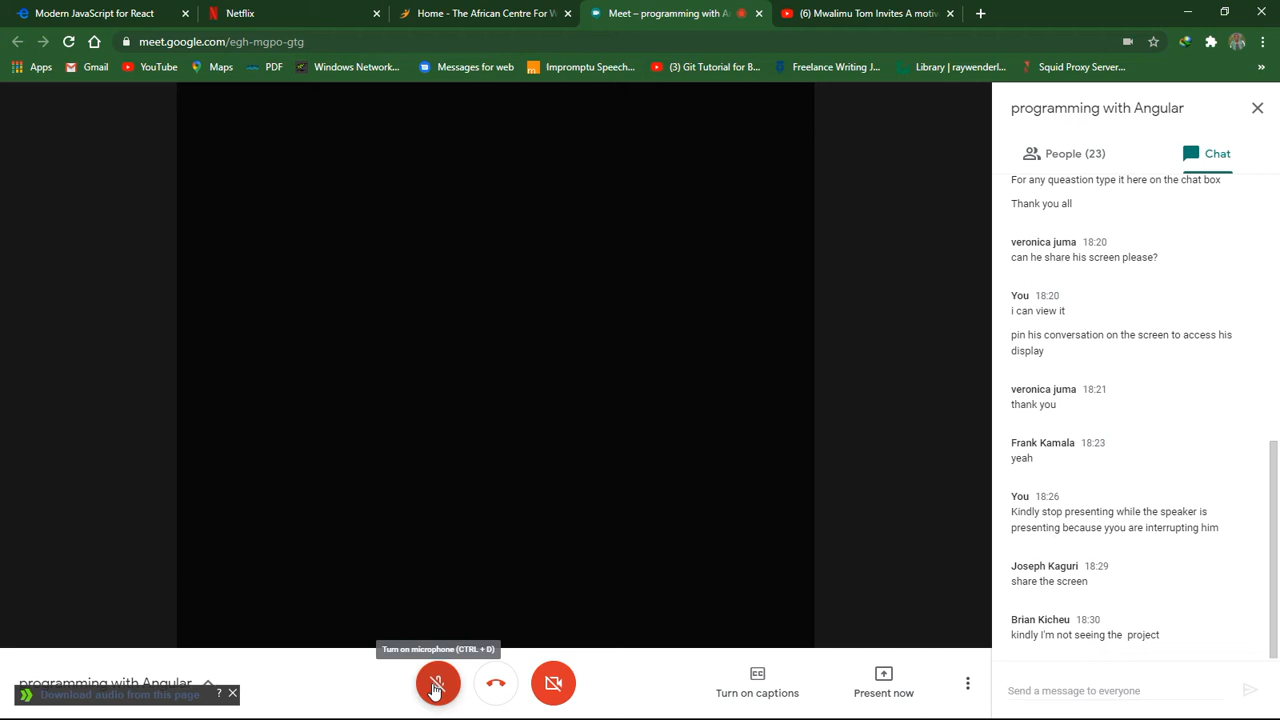 Modern JavaScript for React
Netflix
Home - The African Centre For W
Meet – programming with A
(6) Mwalimu Tom Invites A moti
meet.google.com/egh-mgpo-gtg
Apps
Gmail
YouTube
Maps
PDF
Windows Network...
Messages for web
Impromptu Speech...
(3) Git Tutorial for B...
Freelance Writing J...
Library | raywenderl...
Squid Proxy Server...
»
programming with Angular
People (23)
Chat
For any queastion type it here on the chat box
Thank you all
veronica juma 18:20
can he share his screen please?
You 18:20
i can view it
pin his conversation on the screen to access his
display
veronica juma 18:21
thank you
Frank Kamala 18:23
yeah
You 18:26
Kindly stop presenting while the speaker is
presenting because yyou are interrupting him
Joseph Kaguri 18:29
share the screen
Brian Kicheu 18:30
kindly I'm not seeing the project
Turn on microphone (CTRL + D)
programming with Angular
Download audio from this page
?
Turn on captions
Present now
Send a message to everyone